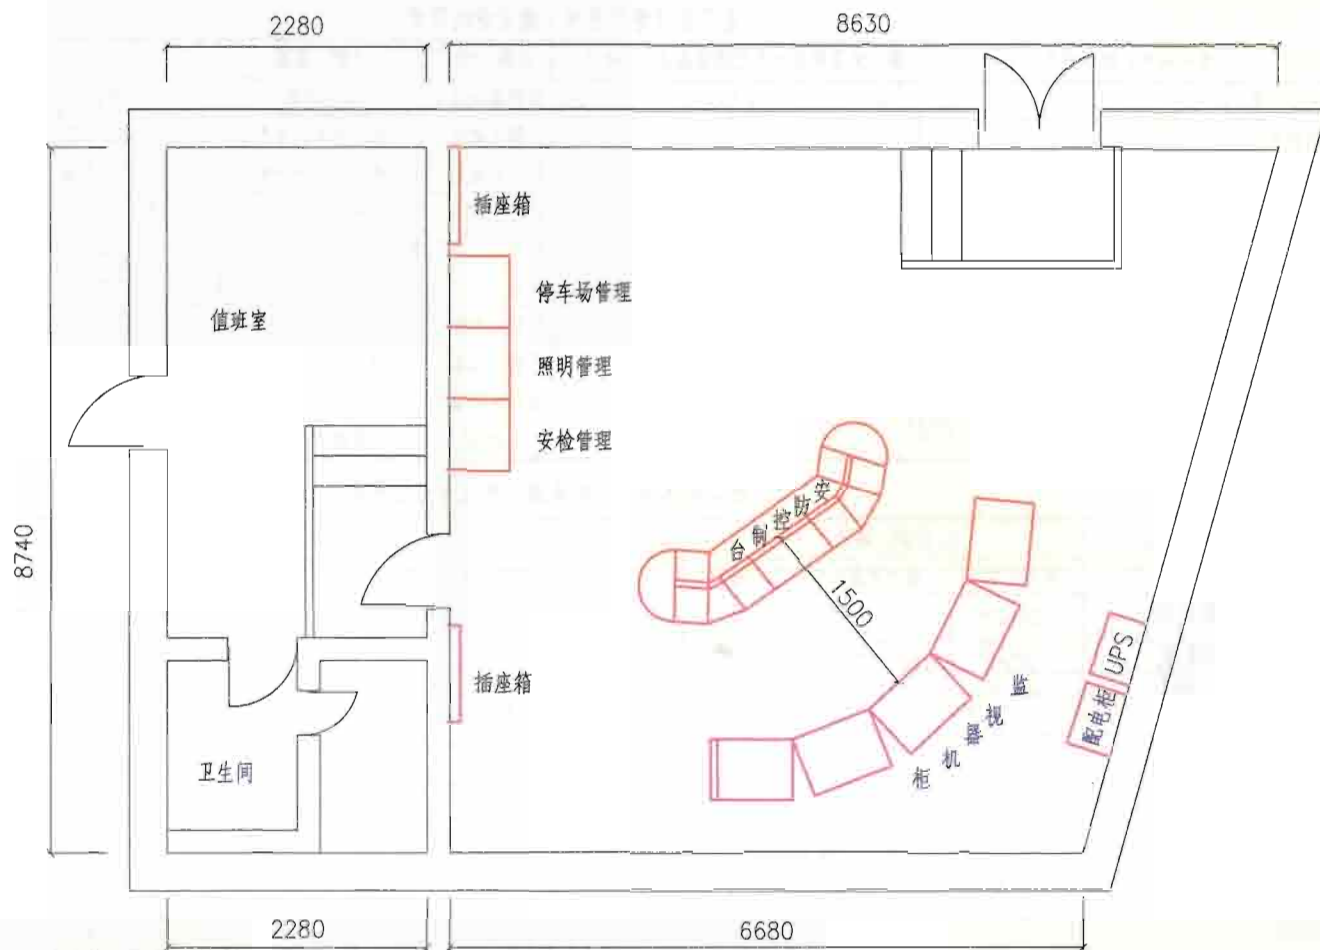 2280
8630
插座箱
停车场管理
值班室
照明管理
安检管理
8740
安防控制台
1500
插座箱
UPS
配电柜
监视器机柜
卫生间
2280
6680